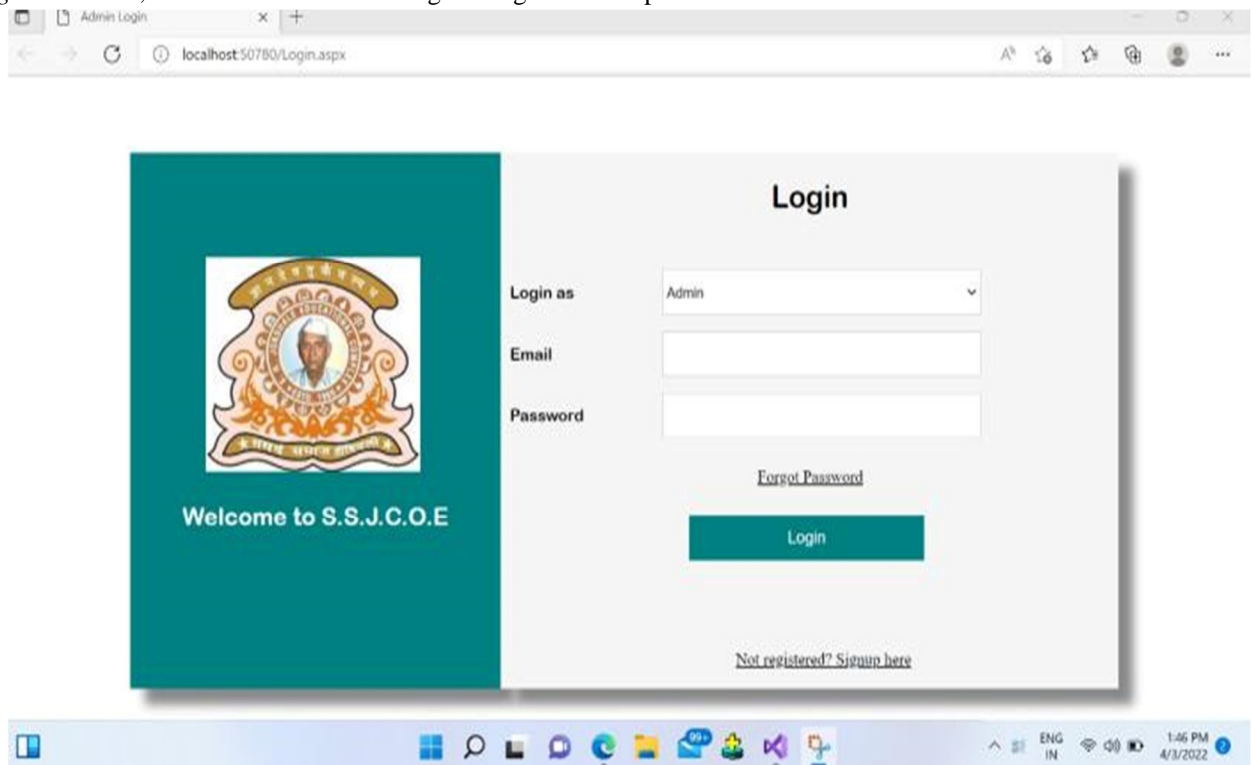 Admin Login
localhost:50780/Login.aspx
Login
Login as
Admin
Email
Password
Forgot Password
Welcome to S.S.J.C.O.E
Login
Not registered? Signup here
99+
ENG
IN
1:46 PM
4/3/2022